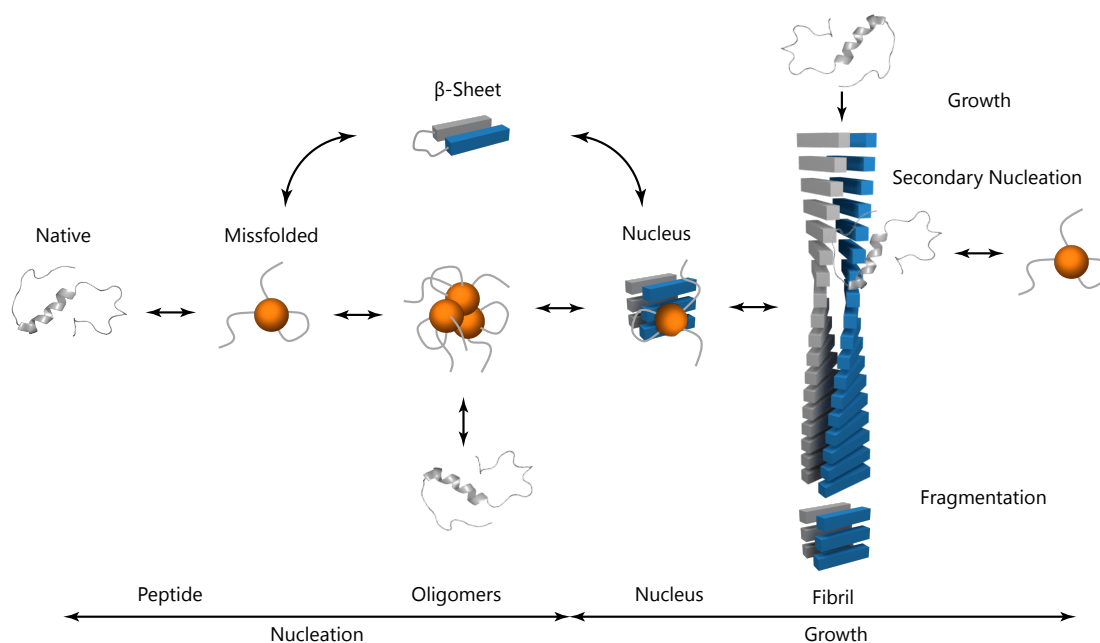 β-Sheet
Growth
Secondary Nucleation
Native
Missfolded
Nucleus
Fragmentation
Peptide
Oligomers
Nucleus
Fibril
Nucleation
Growth